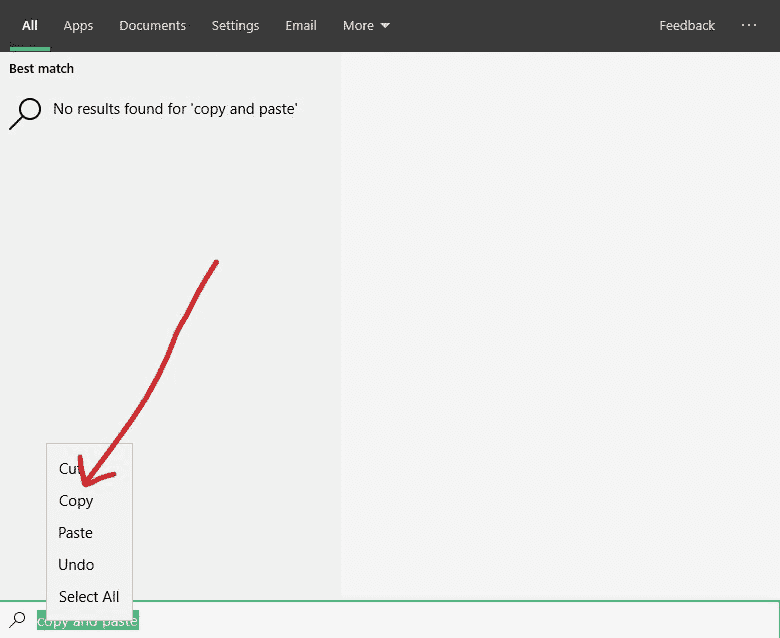 All Apps Documents Settings Email More Feedback ...
Best match
No results found for 'copy and paste'
Cut
Copy
Paste
Undo
Select All
copy and paste